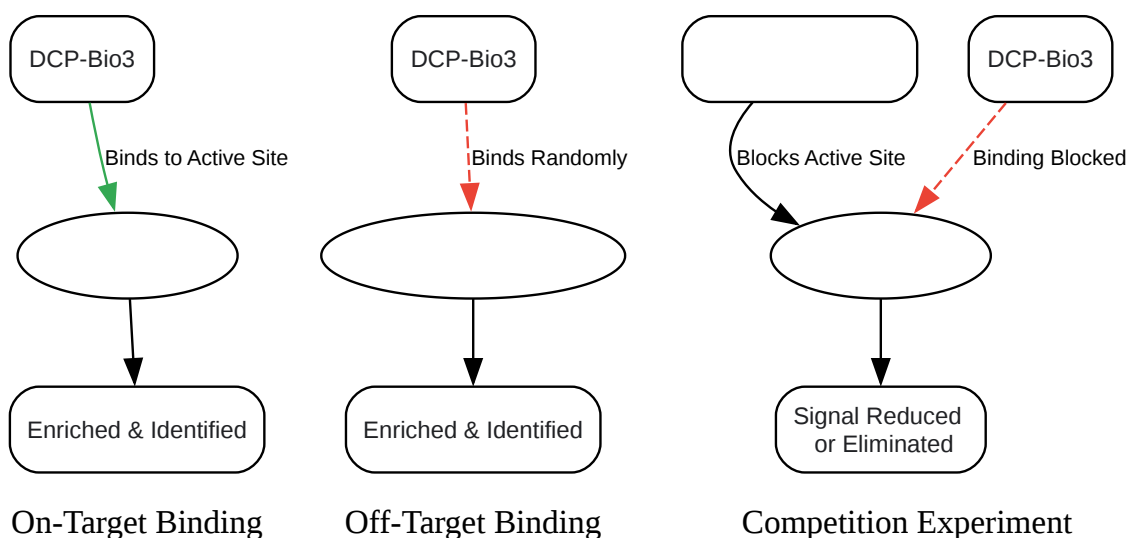 DCP-Bio3
Binds to Active Site
Enriched & Identified
On-Target Binding
DCP-Bio3
Binds Randomly
Enriched & Identified
Off-Target Binding
DCP-Bio3
Blocks Active Site
Binding Blocked
Signal Reduced
or Eliminated
Competition Experiment